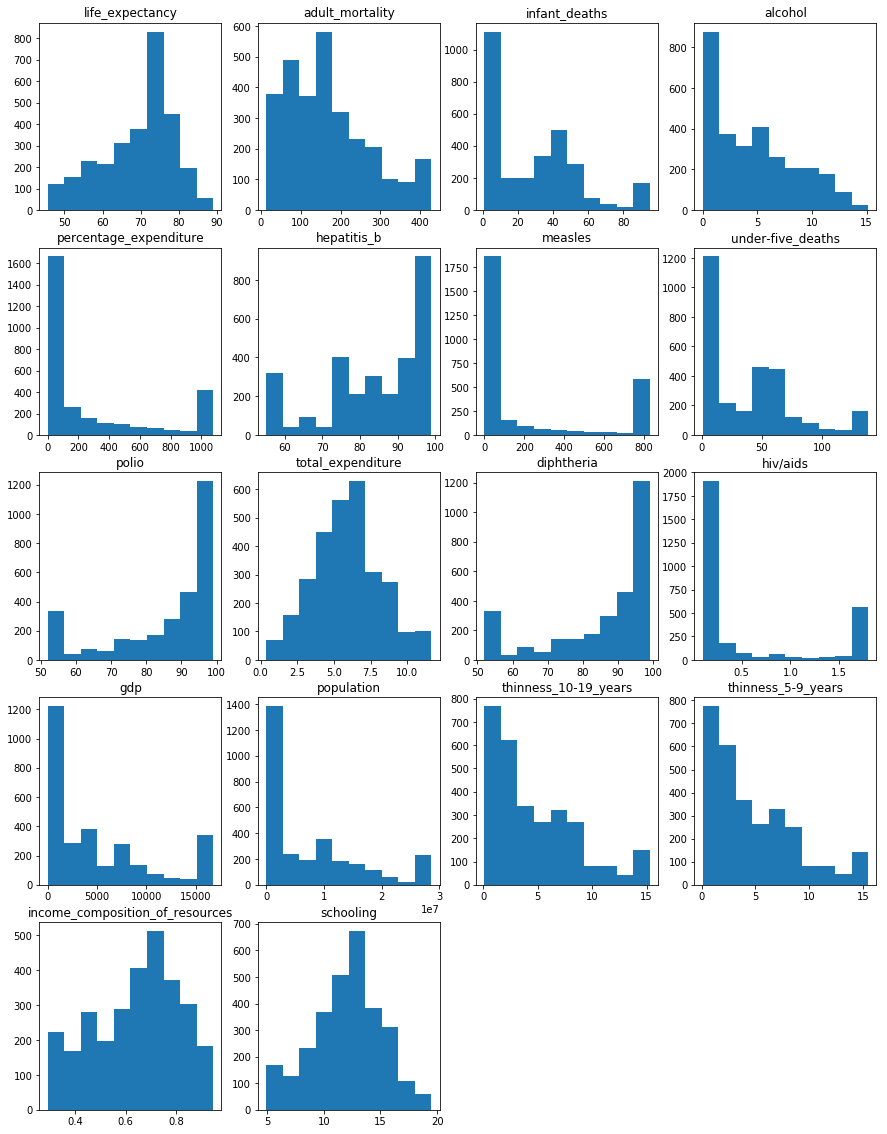 life_expectancy adult_mortality infant_deaths alcohol
800 700 600 500 400 300 200 100 0
50 60 70 80 90
600 500 400 300 200 100 0
0 100 200 300 400
1000 800 600 400 200 0
0 20 40 60 80
800 600 400 200 0
0 5 10 15
percentage_expenditure hepatitis_b measles under-five_deaths
1600 1400 1200 1000 800 600 400 200 0
0 200 400 600 800 1000
800 600 400 200 0
60 70 80 90 100
1750 1500 1250 1000 750 500 250 0
0 200 400 600 800
1200 1000 800 600 400 200 0
0 50 100
polio total_expenditure diphtheria hiv/aids
1200 1000 800 600 400 200 0
50 60 70 80 90 100
600 500 400 300 200 100 0
0.0 2.5 5.0 7.5 10.0
1200 1000 800 600 400 200 0
50 60 70 80 90 100
2000 1750 1500 1250 1000 750 500 250 0
0.5 1.0 1.5
gdp population thinness_10-19_years thinness_5-9_years
1200 1000 800 600 400 200 0
0 5000 10000 15000
1400 1200 1000 800 600 400 200 0
0 1 2 3
1e7
800 700 600 500 400 300 200 100 0
0 5 10 15
800 700 600 500 400 300 200 100 0
0 5 10 15
income_composition_of_resources schooling
500 400 300 200 100 0
0.4 0.6 0.8
700 600 500 400 300 200 100 0
5 10 15 20